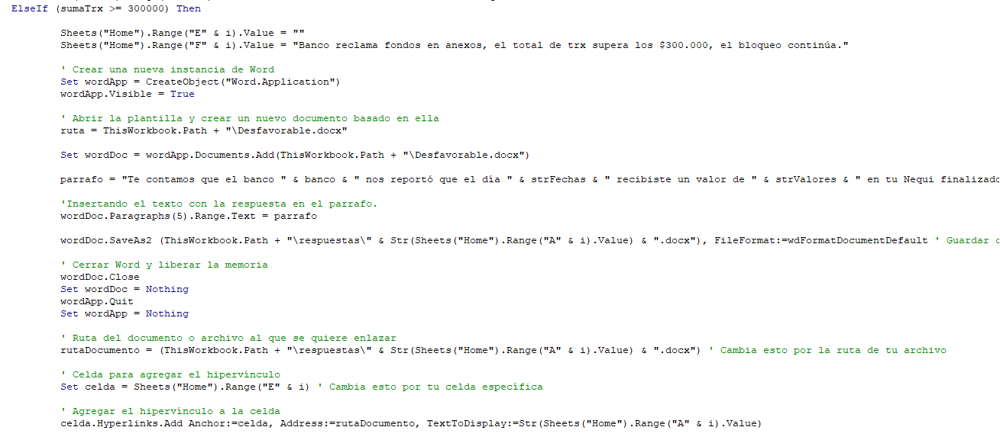 ElseIf (sumaTrx >= 300000) Then
Sheets("Home").Range("E" & i).Value = ""
Sheets("Home").Range("F" & i).Value = "Banco reclama fondos en anexos, el total de trx supera los $300.000, el bloqueo continúa."
' Crear una nueva instancia de Word
Set wordApp = CreateObject("Word.Application")
wordApp.Visible = True
' Abrir la plantilla y crear un nuevo documento basado en ella
ruta = ThisWorkbook.Path + "\Desfavorable.docx"
Set wordDoc = wordApp.Documents.Add(ThisWorkbook.Path + "\Desfavorable.docx")
parrafo = "Te contamos que el banco " & banco & " nos reportó que el día " & strFechas & " recibiste un valor de " & strValores & " en tu Nequi finalizado
'Insertando el texto con la respuesta en el parrafo.
wordDoc.Paragraphs(5).Range.Text = parrafo
wordDoc.SaveAs2 (ThisWorkbook.Path + "\respuestas\" & Str(Sheets("Home").Range("A" & i).Value) & ".docx"), FileFormat:=wdFormatDocumentDefault ' Guardar
' Cerrar Word y liberar la memoria
wordDoc.Close
Set wordDoc = Nothing
wordApp.Quit
Set wordApp = Nothing
' Ruta del documento o archivo al que se quiere enlazar
rutaDocumento = (ThisWorkbook.Path + "\respuestas\" & Str(Sheets("Home").Range("A" & i).Value) & ".docx") ' Cambia esto por la ruta de tu archivo
' Celda para agregar el hipervínculo
Set celda = Sheets("Home").Range("E" & i) ' Cambia esto por tu celda específica
' Agregar el hipervínculo a la celda
celda.Hyperlinks.Add Anchor:=celda, Address:=rutaDocumento, TextToDisplay:=Str(Sheets("Home").Range("A" & i).Value)